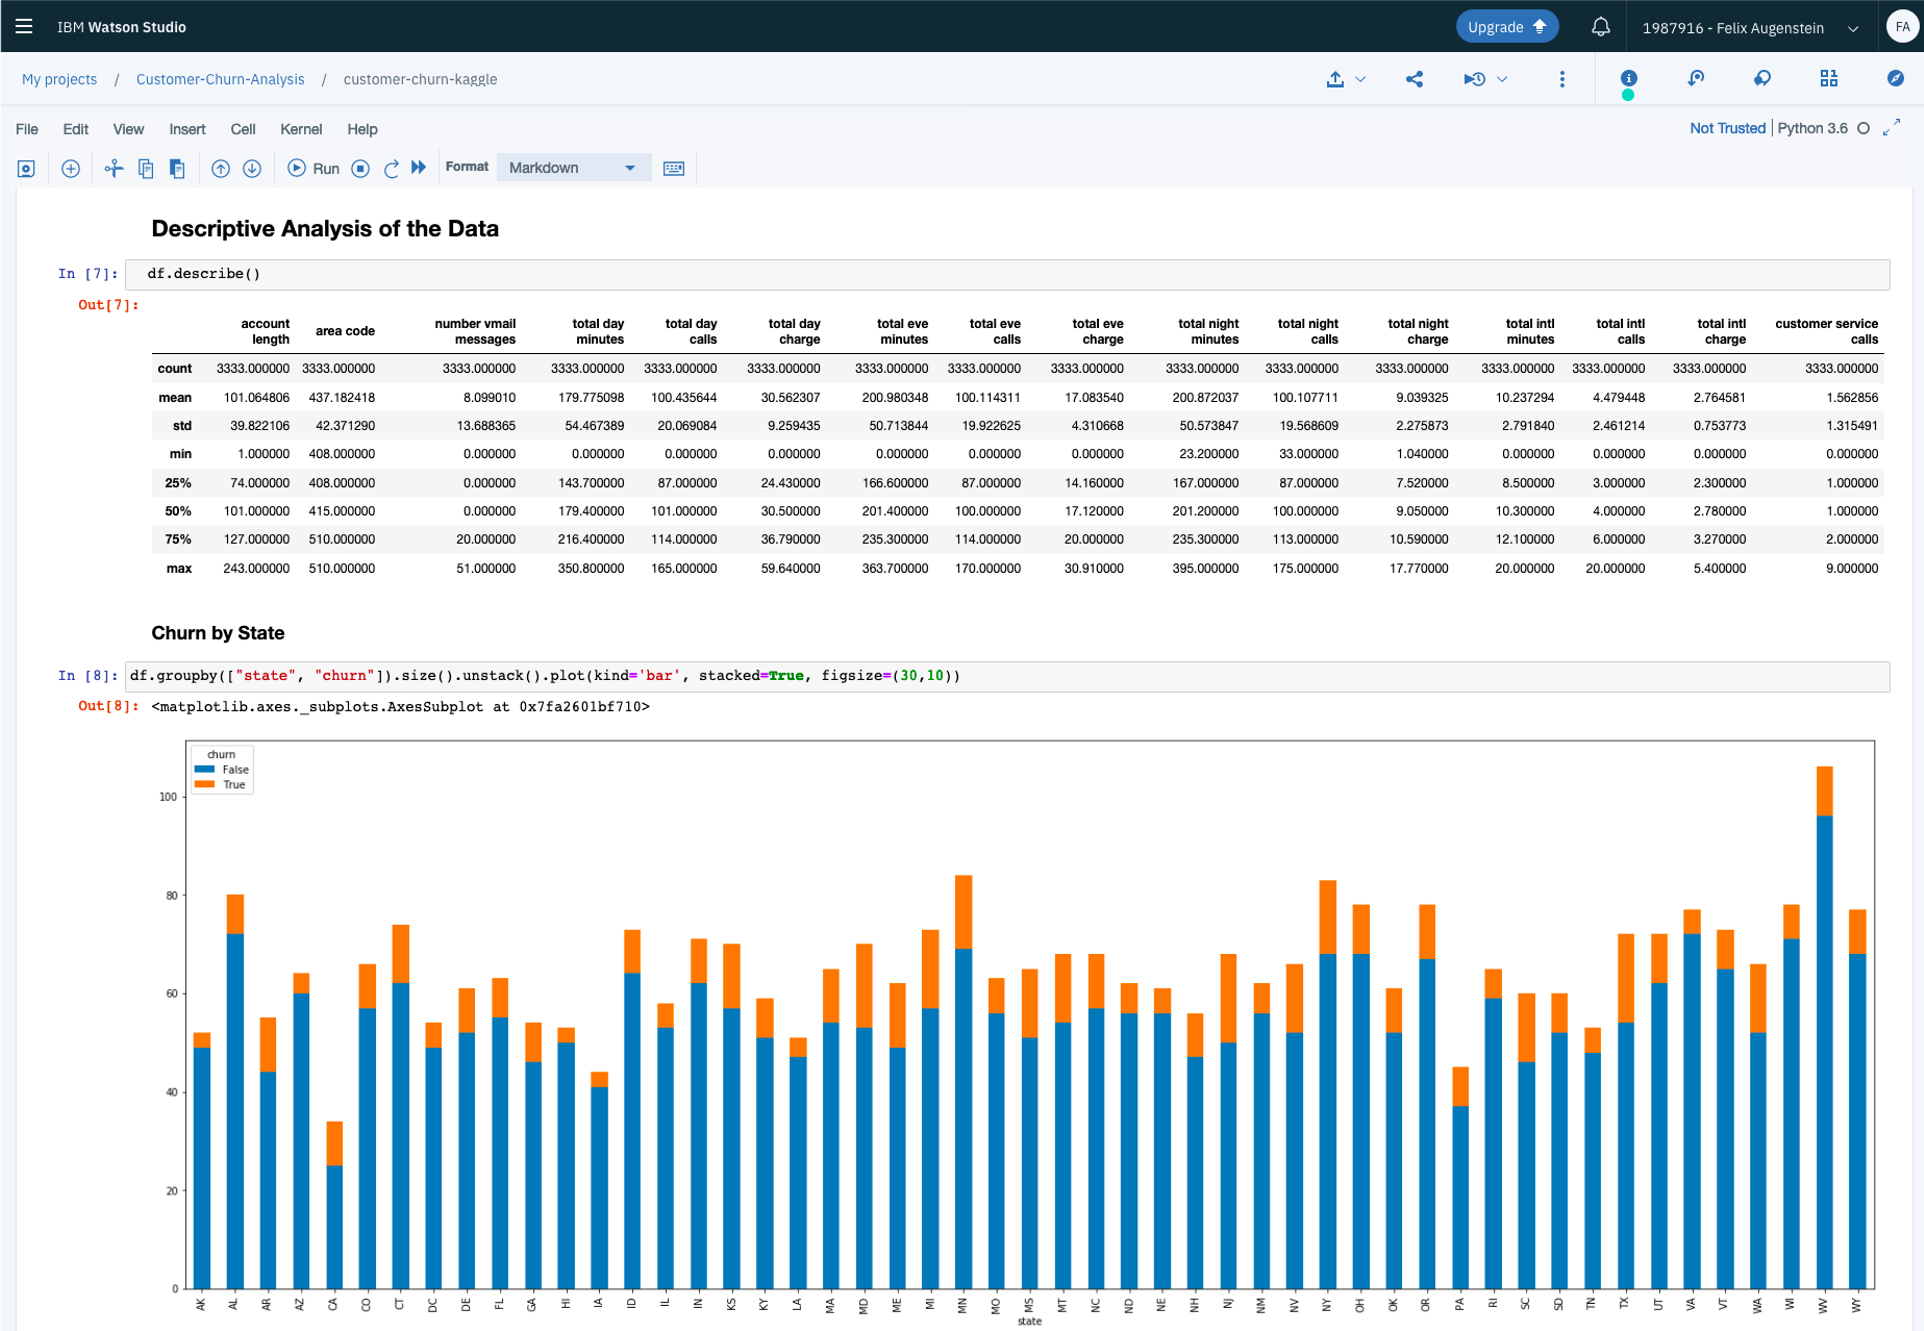 IBM Watson Studio
Upgrade
1987916 - Felix Augenstein
FA
My projects / Customer-Churn-Analysis / customer-churn-kaggle
File Edit View Insert Cell Kernel Help
Not Trusted | Python 3.6
Run
Format
Markdown
Descriptive Analysis of the Data
In [7]: df.describe()
Out[7]:
account length area code number vmail messages total day minutes total day calls total day charge total eve minutes total eve calls total eve charge total night minutes total night calls total night charge total intl minutes total intl calls total intl charge customer service calls
count 3333.000000 3333.000000 3333.000000 3333.000000 3333.000000 3333.000000 3333.000000 3333.000000 3333.000000 3333.000000 3333.000000 3333.000000 3333.000000 3333.000000 3333.000000 3333.000000
mean 101.064806 437.182418 8.099010 179.775098 100.435644 30.562307 200.980348 100.114311 17.083540 200.872037 100.107711 9.039325 10.237294 4.479448 2.764581 1.562856
std 39.822106 42.371290 13.688365 54.467389 20.069084 9.259435 50.713844 19.922625 4.310668 50.573847 19.568609 2.275873 2.791840 2.461214 0.753773 1.315491
min 1.000000 408.000000 0.000000 0.000000 0.000000 0.000000 0.000000 0.000000 0.000000 23.200000 33.000000 1.040000 0.000000 0.000000 0.000000 0.000000
25% 74.000000 408.000000 0.000000 143.700000 87.000000 24.430000 166.600000 87.000000 14.160000 167.000000 87.000000 7.520000 8.500000 3.000000 2.300000 1.000000
50% 101.000000 415.000000 0.000000 179.400000 101.000000 30.500000 201.400000 100.000000 17.120000 201.200000 100.000000 9.050000 10.300000 4.000000 2.780000 1.000000
75% 127.000000 510.000000 20.000000 216.400000 114.000000 36.790000 235.300000 114.000000 20.000000 235.300000 113.000000 10.590000 12.100000 6.000000 3.270000 2.000000
max 243.000000 510.000000 51.000000 350.800000 165.000000 59.640000 363.700000 170.000000 30.910000 395.000000 175.000000 17.770000 20.000000 20.000000 5.400000 9.000000
Churn by State
In [8]: df.groupby(["state", "churn"]).size().unstack().plot(kind='bar', stacked=True, figsize=(30,10))
Out[8]: <matplotlib.axes._subplots.AxesSubplot at 0x7fa2601bf710>
churn
False
True
100
80
60
40
20
0
AK AL AR AZ CA CO CT DC DE FL GA HI IA ID IL IN KS KY LA MA MD ME MI MN MO MS MT NC ND NE NH NJ NM NV NY OH OK OR PA RI SC SD TN TX UT VA VT WA WI WV WY
state